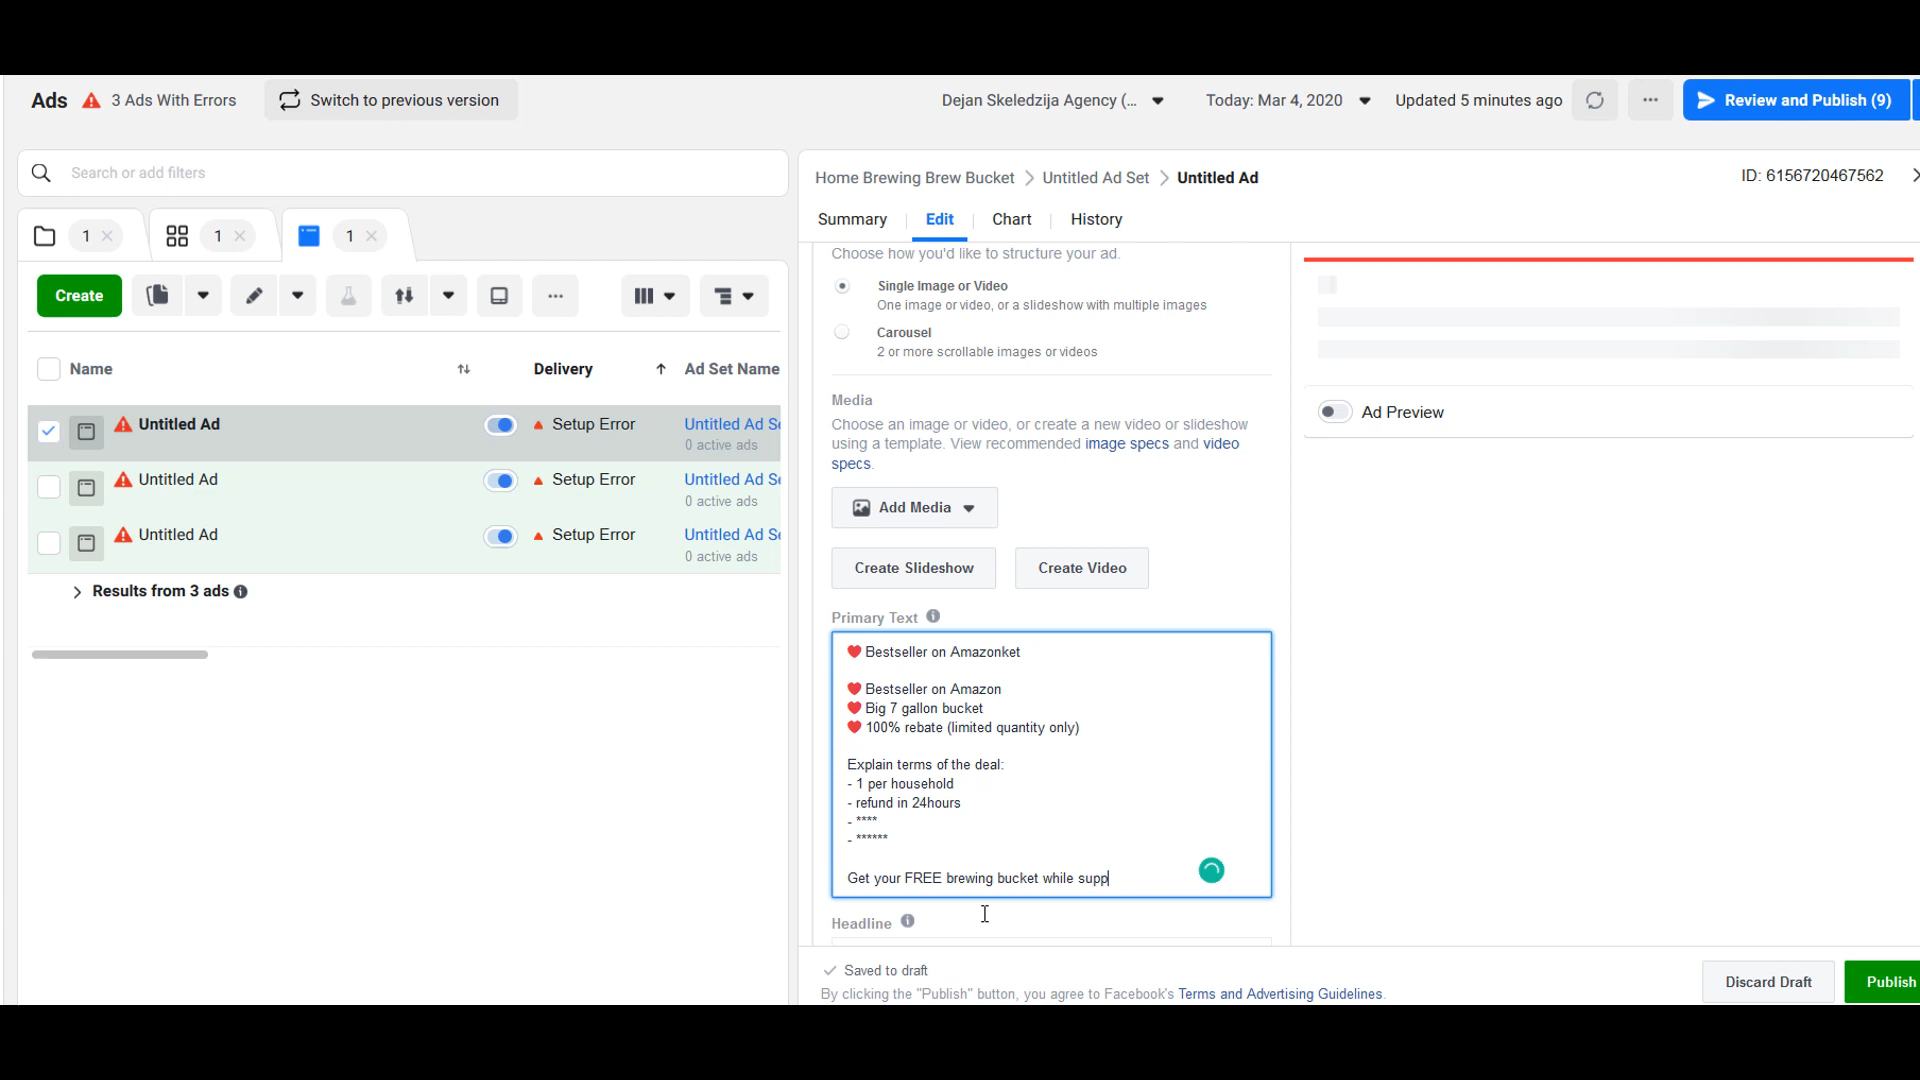 Ads 3 Ads With Errors Switch to previous version Dejan Skeledzija Agency (... Today: Mar 4, 2020 Updated 5 minutes ago Review and Publish (9)
Search or add filters
Home Brewing Brew Bucket > Untitled Ad Set > Untitled Ad ID: 6156720467562
Summary Edit Chart History
1 1 1
Create
Name Delivery Ad Set Name
Untitled Ad Setup Error Untitled Ad Se
0 active ads
Untitled Ad Setup Error Untitled Ad Se
0 active ads
Untitled Ad Setup Error Untitled Ad Se
0 active ads
Results from 3 ads
Choose how you'd like to structure your ad.
Single Image or Video
One image or video, or a slideshow with multiple images
Carousel
2 or more scrollable images or videos
Media
Choose an image or video, or create a new video or slideshow
using a template. View recommended image specs and video
specs.
Add Media
Create Slideshow Create Video
Primary Text
❤ Bestseller on Amazonket
❤ Bestseller on Amazon
❤ Big 7 gallon bucket
❤ 100% rebate (limited quantity only)
Explain terms of the deal:
- 1 per household
- refund in 24hours
- ****
- ******
Get your FREE brewing bucket while supp
Headline
Ad Preview
Saved to draft
By clicking the "Publish" button, you agree to Facebook's Terms and Advertising Guidelines.
Discard Draft Publish